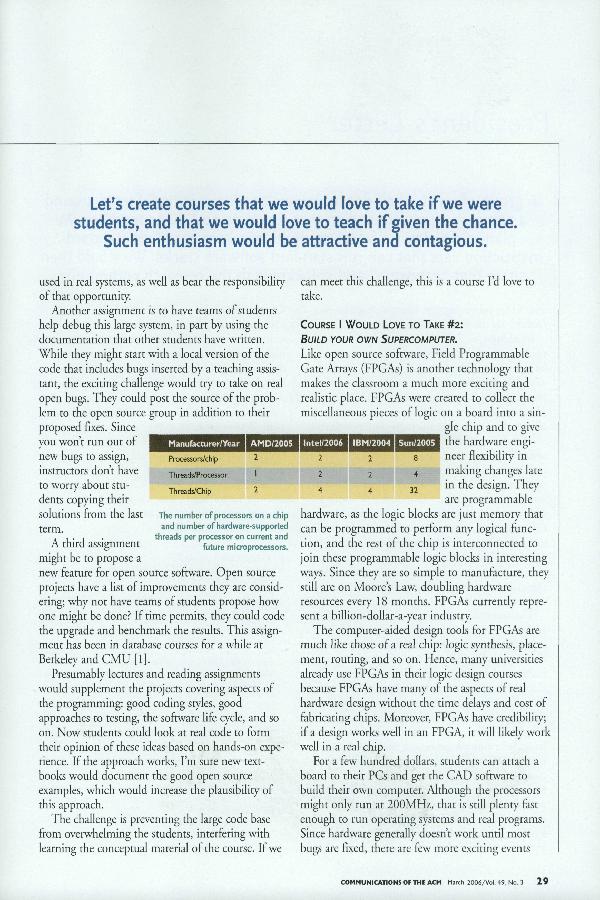 Let's create courses that we would love to take if we were
students, and that we would love to teach if given the chance.
Such enthusiasm would be attractive and contagious.
used in real systems, as well as bear the responsibility
of that opportunity.
Another assignment is to have teams of students
help debug this large system, in part by using the
documentation that other students have written.
While they might start with a local version of the
code that includes bugs inserted by a teaching assis-
tant, the exciting challenge would try to take on real
open bugs. They could post the source of the prob-
lem to the open source group in addition to their
proposed fixes. Since
you won't run out of
new bugs to assign,
instructors don't have
to worry about stu-
dents copying their
solutions from the last
term.
A third assignment
might be to propose a
new feature for open source software. Open source
projects have a list of improvements they are consid-
ering; why not have teams of students propose how
one might be done? If time permits, they could code
the upgrade and benchmark the results. This assign-
ment has been in database courses for a while at
Berkeley and CMU [1].
Presumably lectures and reading assignments
would supplement the projects covering aspects of
the programming: good coding styles, good
approaches to testing, the software life cycle, and so
on. Now students could look at real code to form
their opinion of these ideas based on hands-on expe-
rience. If the approach works, I'm sure new text-
books would document the good open source
examples, which would increase the plausibility of
this approach.
The challenge is preventing the large code base
from overwhelming the students, interfering with
learning the conceptual material of the course. If we
Manufacturer/Year AMD/2005 Intel/2006 IBM/2004 Sun/2005
Processors/chip 2 2 2 8
Threads/Processor 1 2 2 4
Threads/Chip 2 4 4 32
The number of processors on a chip
and number of hardware-supported
threads per processor on current and
future microprocessors.
can meet this challenge, this is a course I'd love to
take.
COURSE I WOULD LOVE TO TAKE #2:
BUILD YOUR OWN SUPERCOMPUTER.
Like open source software, Field Programmable
Gate Arrays (FPGAs) is another technology that
makes the classroom a much more exciting and
realistic place. FPGAs were created to collect the
miscellaneous pieces of logic on a board into a sin-
gle chip and to give
the hardware engi-
neer flexibility in
making changes late
in the design. They
are programmable
hardware, as the logic blocks are just memory that
can be programmed to perform any logical func-
tion, and the rest of the chip is interconnected to
join these programmable logic blocks in interesting
ways. Since they are so simple to manufacture, they
still are on Moore's Law, doubling hardware
resources every 18 months. FPGAs currently repre-
sent a billion-dollar-a-year industry.
The computer-aided design tools for FPGAs are
much like those of a real chip: logic synthesis, place-
ment, routing, and so on. Hence, many universities
already use FPGAs in their logic design courses
because FPGAs have many of the aspects of real
hardware design without the time delays and cost of
fabricating chips. Moreover, FPGAs have credibility;
if a design works well in an FPGA, it will likely work
well in a real chip.
For a few hundred dollars, students can attach a
board to their PCs and get the CAD software to
build their own computer. Although the processors
might only run at 200MHz, that is still plenty fast
enough to run operating systems and real programs.
Since hardware generally doesn't work until most
bugs are fixed, there are few more exciting events
COMMUNICATIONS OF THE ACM March 2006/Vol. 49, No. 3 29